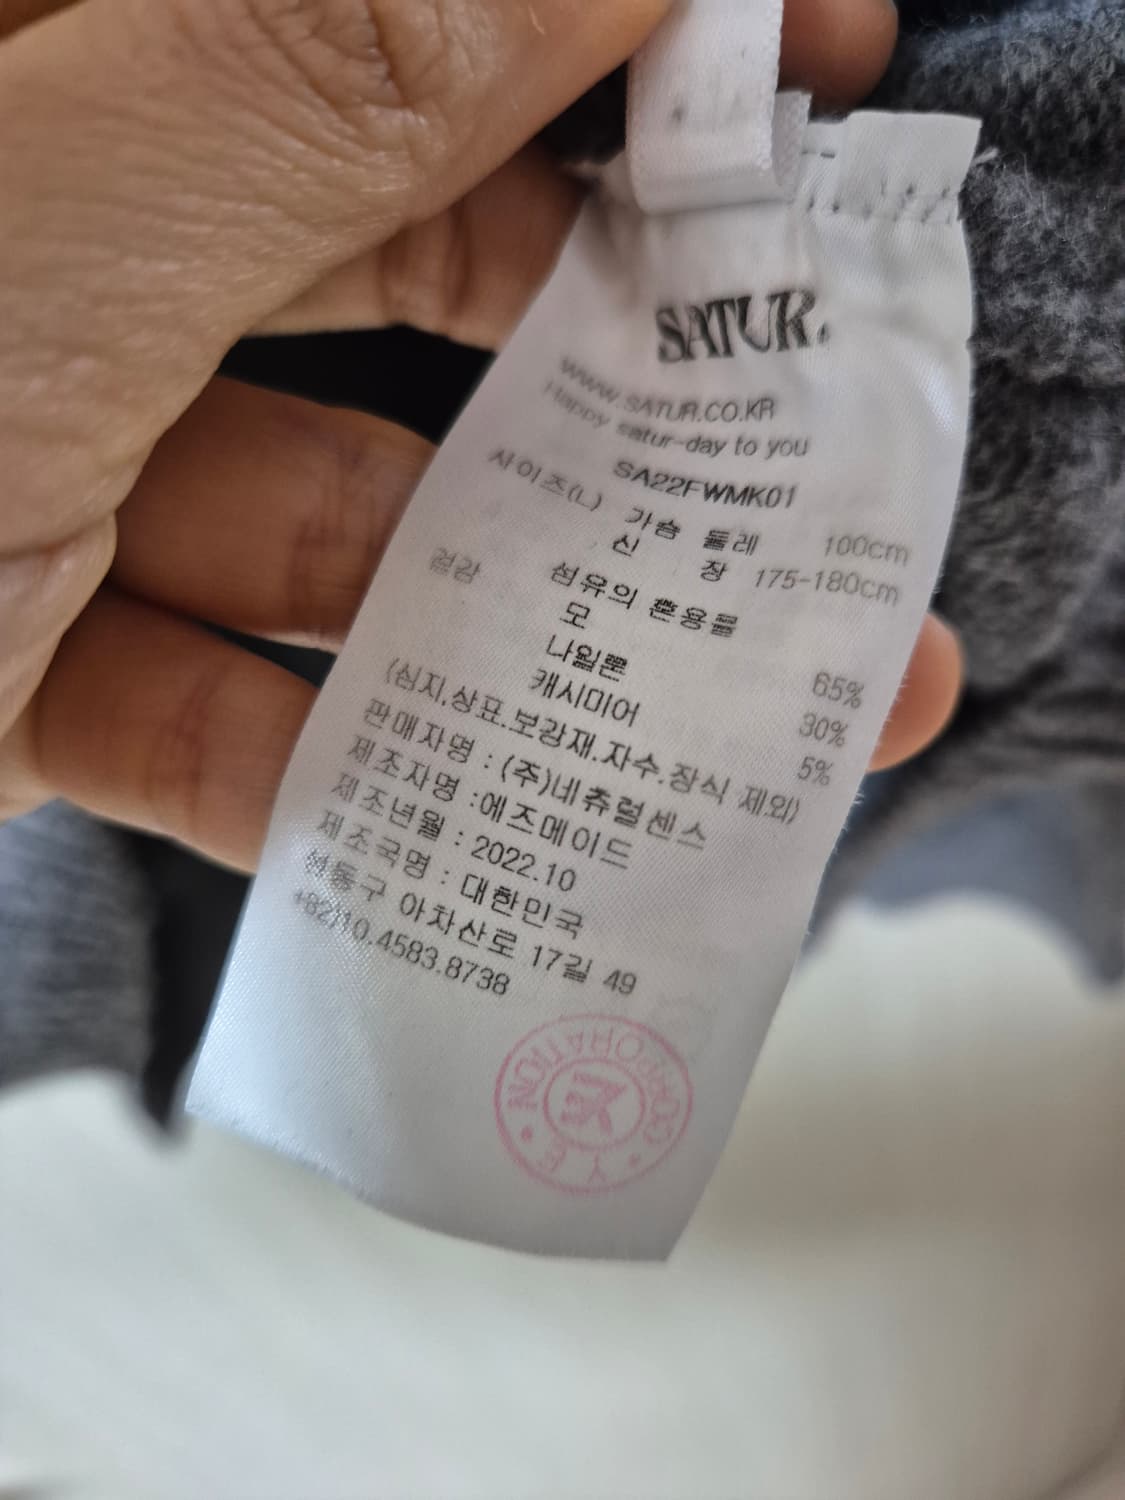 SATUR.
www.SATUR.CO.KR
Happy satur-day to you
SA22FWMK01
사이즈(L) 가슴 둘레 100cm
신 장 175-180cm
겉감 섬유의 혼용률
모 65%
나일론 30%
캐시미어 5%
(심지.상표.보강재.자수.장식 제외)
판매자명 : (주)네츄럴센스
제조자명 :에즈메이드
제조년월 : 2022.10
제조국명 : 대한민국
성동구 아차산로 17길 49
+82/10.4583.8738
YE CORPORATION